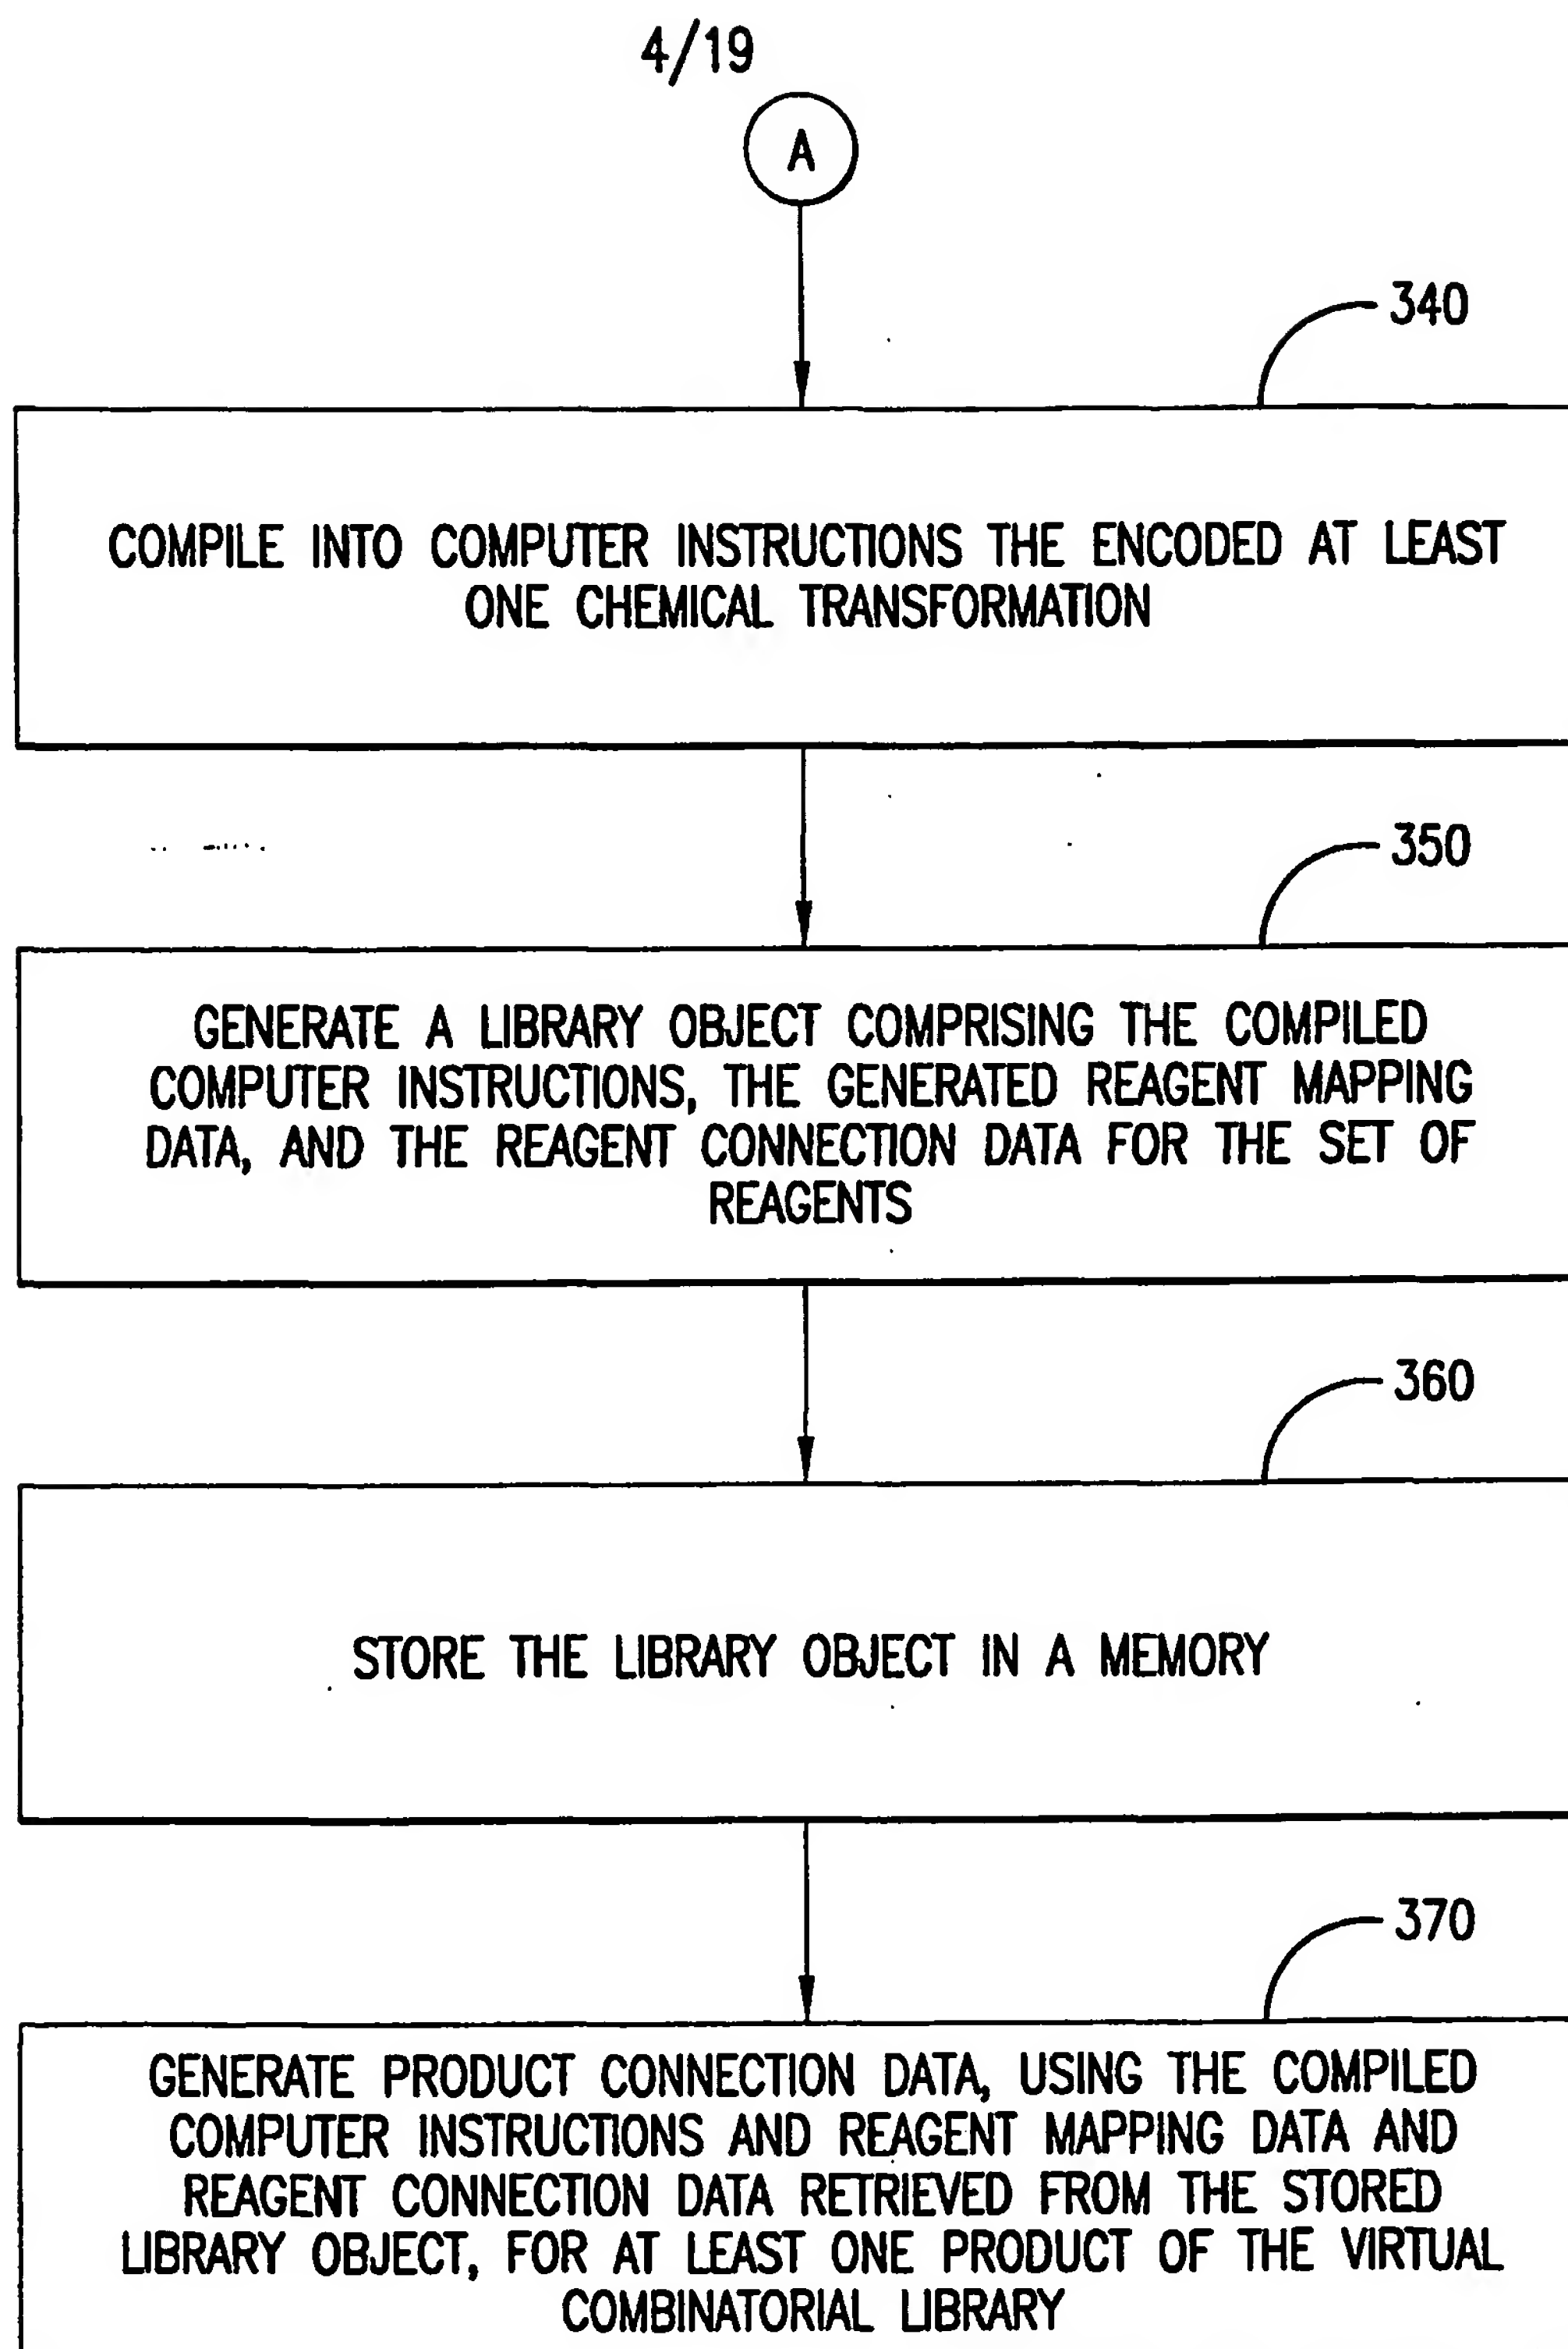 4/19
A
340
COMPILE INTO COMPUTER INSTRUCTIONS THE ENCODED AT LEAST
ONE CHEMICAL TRANSFORMATION
350
GENERATE A LIBRARY OBJECT COMPRISING THE COMPILED
COMPUTER INSTRUCTIONS, THE GENERATED REAGENT MAPPING
DATA, AND THE REAGENT CONNECTION DATA FOR THE SET OF
REAGENTS
360
STORE THE LIBRARY OBJECT IN A MEMORY
370
GENERATE PRODUCT CONNECTION DATA, USING THE COMPILED
COMPUTER INSTRUCTIONS AND REAGENT MAPPING DATA AND
REAGENT CONNECTION DATA RETRIEVED FROM THE STORED
LIBRARY OBJECT, FOR AT LEAST ONE PRODUCT OF THE VIRTUAL
COMBINATORIAL LIBRARY